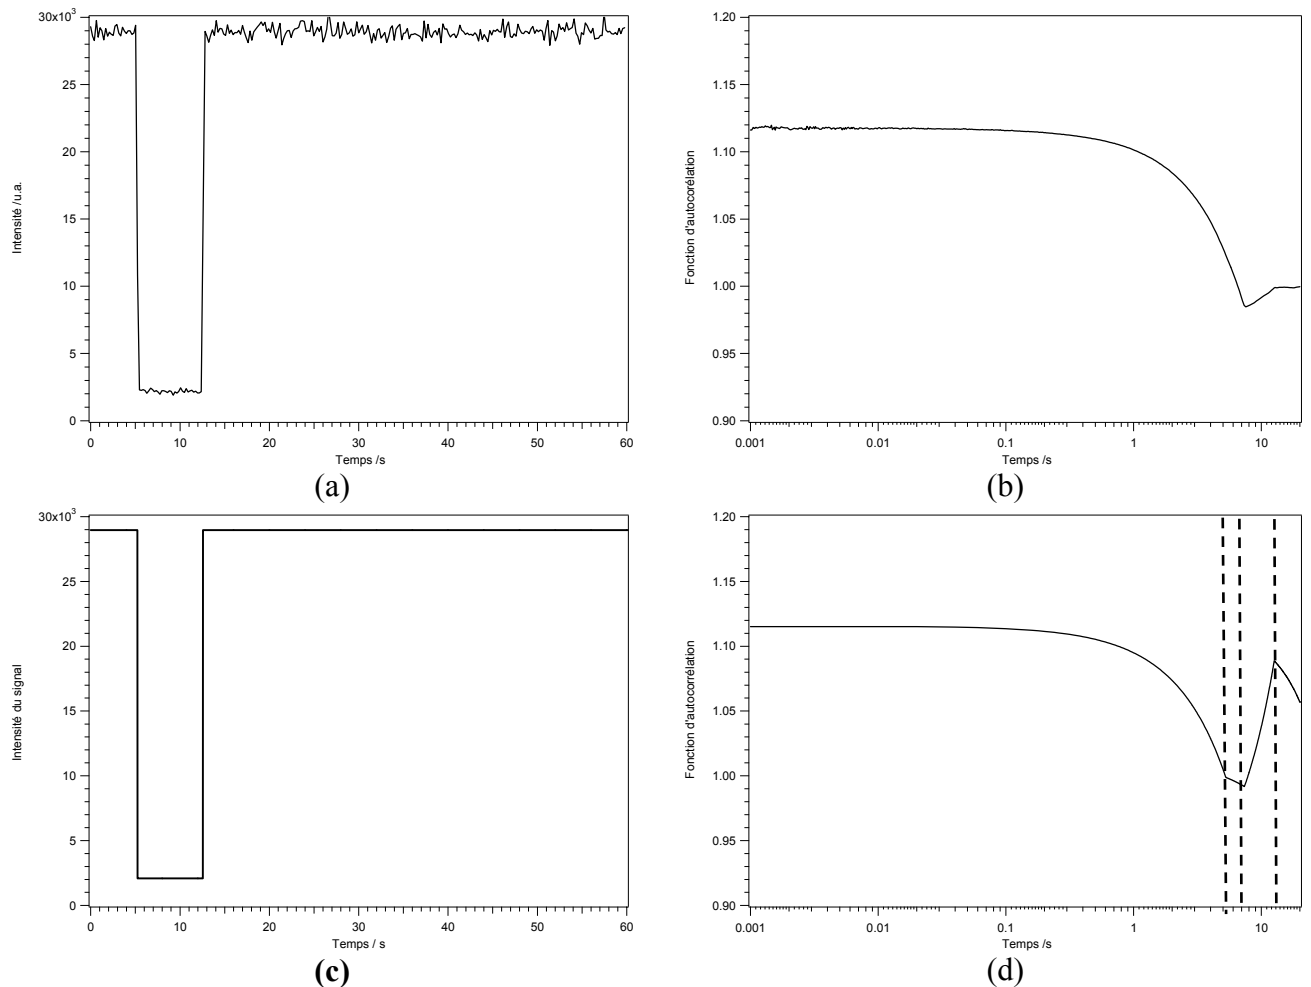 30x10³
25
20
15
10
5
0
Intensité /u.a.
0 10 20 30 40 50 60
Temps /s
(a)
1.20
1.15
1.10
1.05
1.00
0.95
0.90
Fonction d'autocorélation
0.001 0.01 0.1 1 10
Temps /s
(b)
30x10³
25
20
15
10
5
0
Intensité du signal
0 10 20 30 40 50 60
Temps / s
(c)
1.20
1.15
1.10
1.05
1.00
0.95
0.90
Fonction d'autocorrélation
0.001 0.01 0.1 1 10
Temps /s
(d)